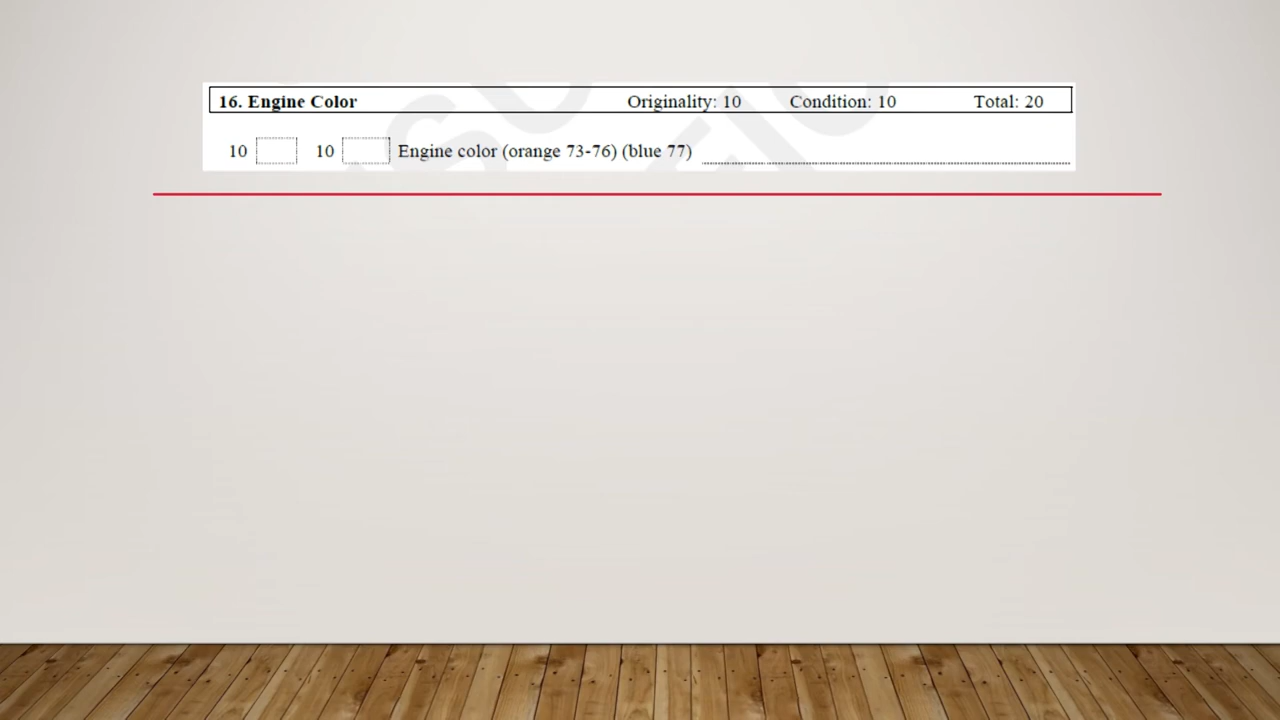 16. Engine Color Originality: 10 Condition: 10 Total: 20
10 10 Engine color (orange 73-76) (blue 77)